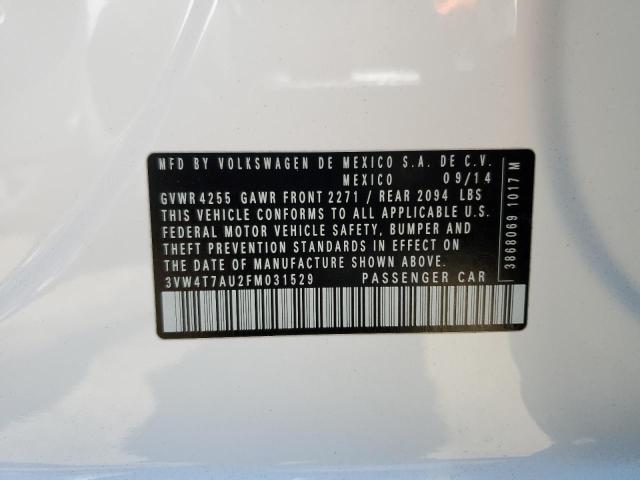 MFD BY VOLKSWAGEN DE MEXICO S.A. DE C.V.
MEXICO 09/14
GVWR 4255 GAWR FRONT 2271 / REAR 2094 LBS
THIS VEHICLE CONFORMS TO ALL APPLICABLE U.S.
FEDERAL MOTOR VEHICLE SAFETY, BUMPER AND
THEFT PREVENTION STANDARDS IN EFFECT ON
THE DATE OF MANUFACTURE SHOWN ABOVE.
3VW4T7AU2FM031529 PASSENGER CAR
3868069 1017 M